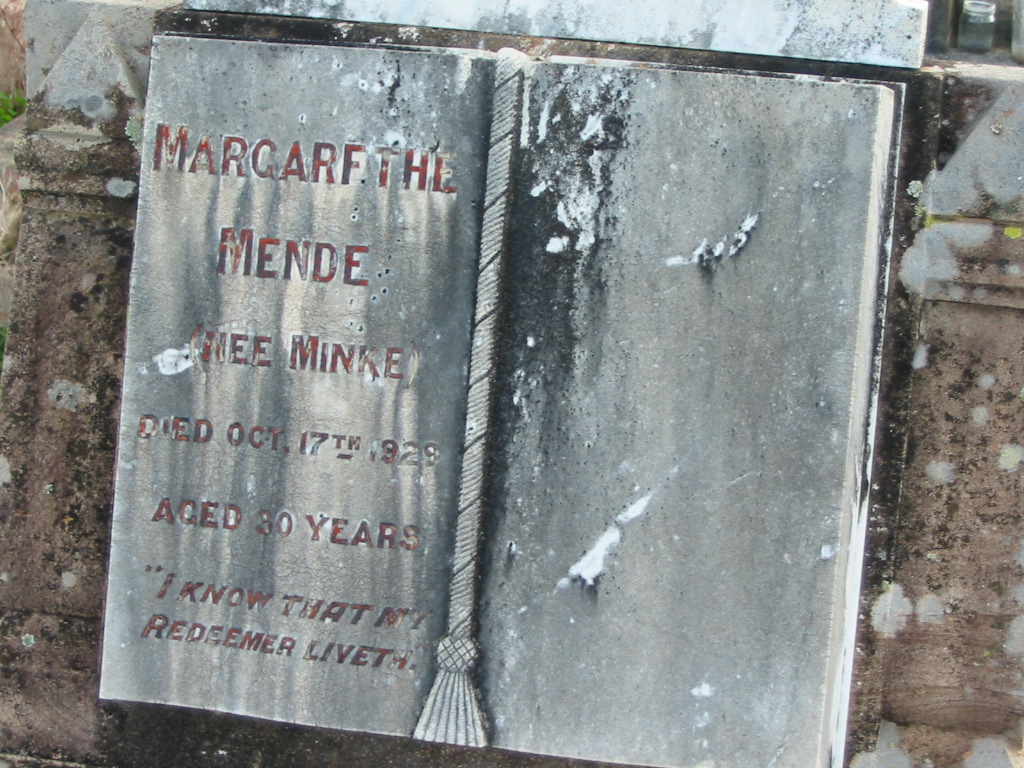 MARGARETHE
MENDE
(NEE MINKE)
DIED OCT. 17TH 1929
AGED 30 YEARS
"I KNOW THAT MY
REDEEMER LIVETH."